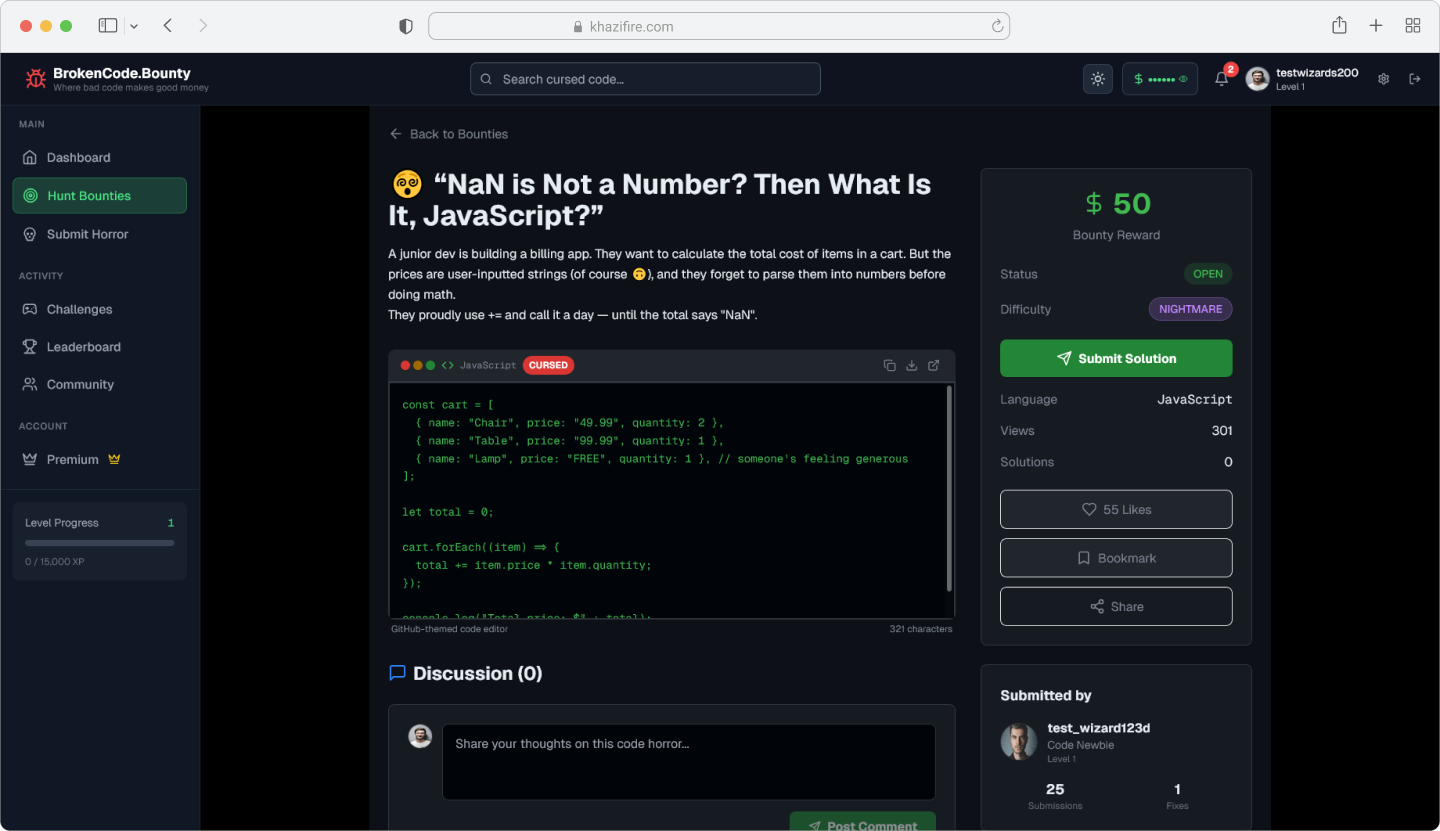 khazifire.com
BrokenCode.Bounty
Where bad code makes good money
Search cursed code...
$ ••••••
2
testwizards200
Level 1
MAIN
Dashboard
Hunt Bounties
Submit Horror
ACTIVITY
Challenges
Leaderboard
Community
ACCOUNT
Premium
Level Progress 1
0 / 15,000 XP
Back to Bounties
😵‍💫 “NaN is Not a Number? Then What Is
It, JavaScript?”
A junior dev is building a billing app. They want to calculate the total cost of items in a cart. But the
prices are user-inputted strings (of course 🙃), and they forget to parse them into numbers before
doing math.
They proudly use += and call it a day — until the total says "NaN".
<> JavaScript CURSED
const cart = [
{ name: "Chair", price: "49.99", quantity: 2 },
{ name: "Table", price: "99.99", quantity: 1 },
{ name: "Lamp", price: "FREE", quantity: 1 }, // someone's feeling generous
];
let total = 0;
cart.forEach((item) => {
total += item.price * item.quantity;
});
console.log("Total price: $" + total);
GitHub-themed code editor 321 characters
Discussion (0)
Share your thoughts on this code horror...
Post Comment
$ 50
Bounty Reward
Status OPEN
Difficulty NIGHTMARE
Submit Solution
Language JavaScript
Views 301
Solutions 0
55 Likes
Bookmark
Share
Submitted by
test_wizard123d
Code Newbie
Level 1
25 1
Submissions Fixes